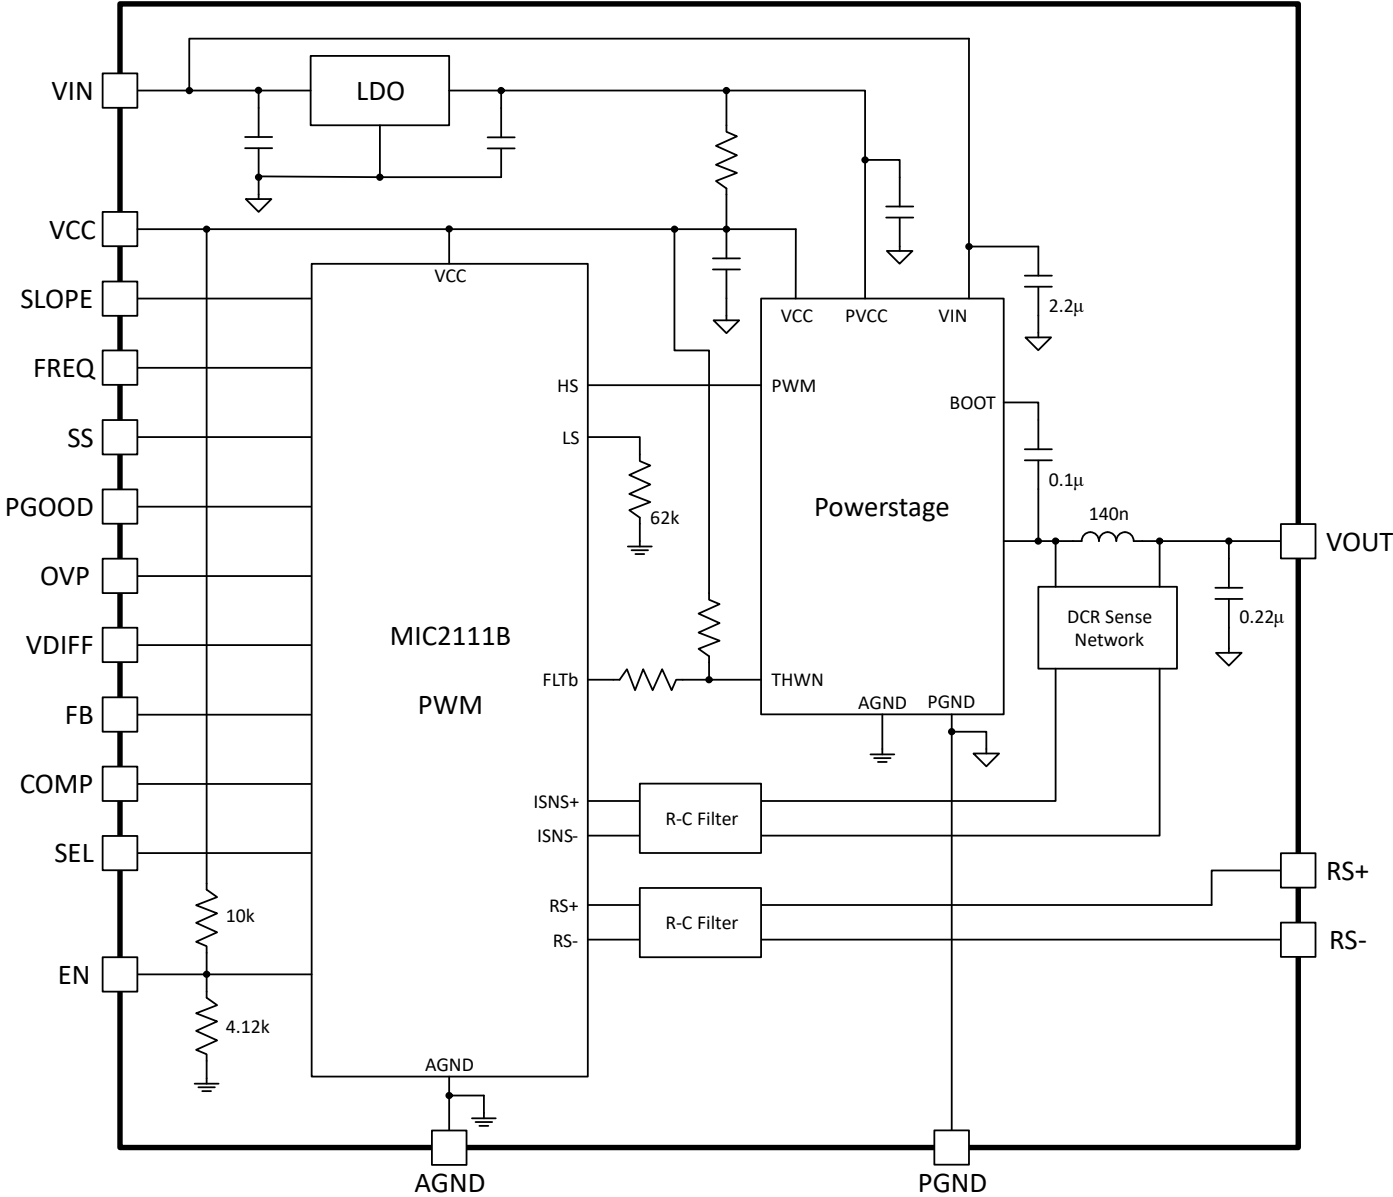 VIN
LDO
VCC
VCC
SLOPE
2.2μ
VCC
PVCC
VIN
FREQ
HS
PWM
BOOT
SS
LS
0.1μ
PGOOD
62k
Powerstage
140n
VOUT
OVP
DCR Sense
Network
0.22μ
MIC2111B
VDIFF
FLTb
THWN
PWM
AGND
PGND
FB
COMP
ISNS+
R-C Filter
ISNS-
SEL
RS+
RS+
10k
R-C Filter
RS-
RS-
EN
4.12k
AGND
AGND
PGND